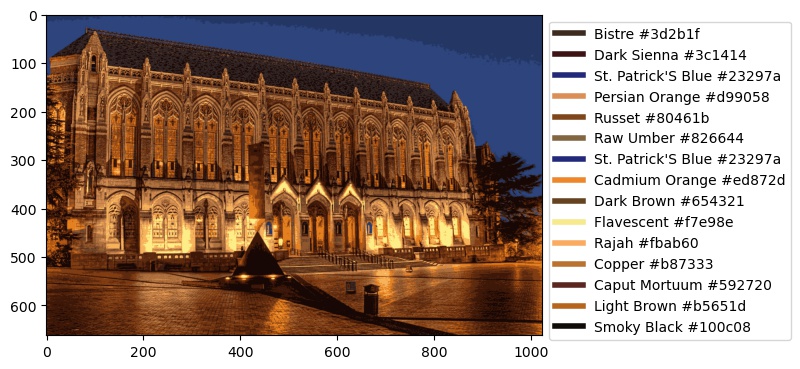 0
100
200
300
400
500
600
0
200
400
600
800
1000
Bistre #3d2b1f
Dark Sienna #3c1414
St. Patrick'S Blue #23297a
Persian Orange #d99058
Russet #80461b
Raw Umber #826644
St. Patrick'S Blue #23297a
Cadmium Orange #ed872d
Dark Brown #654321
Flavescent #f7e98e
Rajah #fbab60
Copper #b87333
Caput Mortuum #592720
Light Brown #b5651d
Smoky Black #100c08